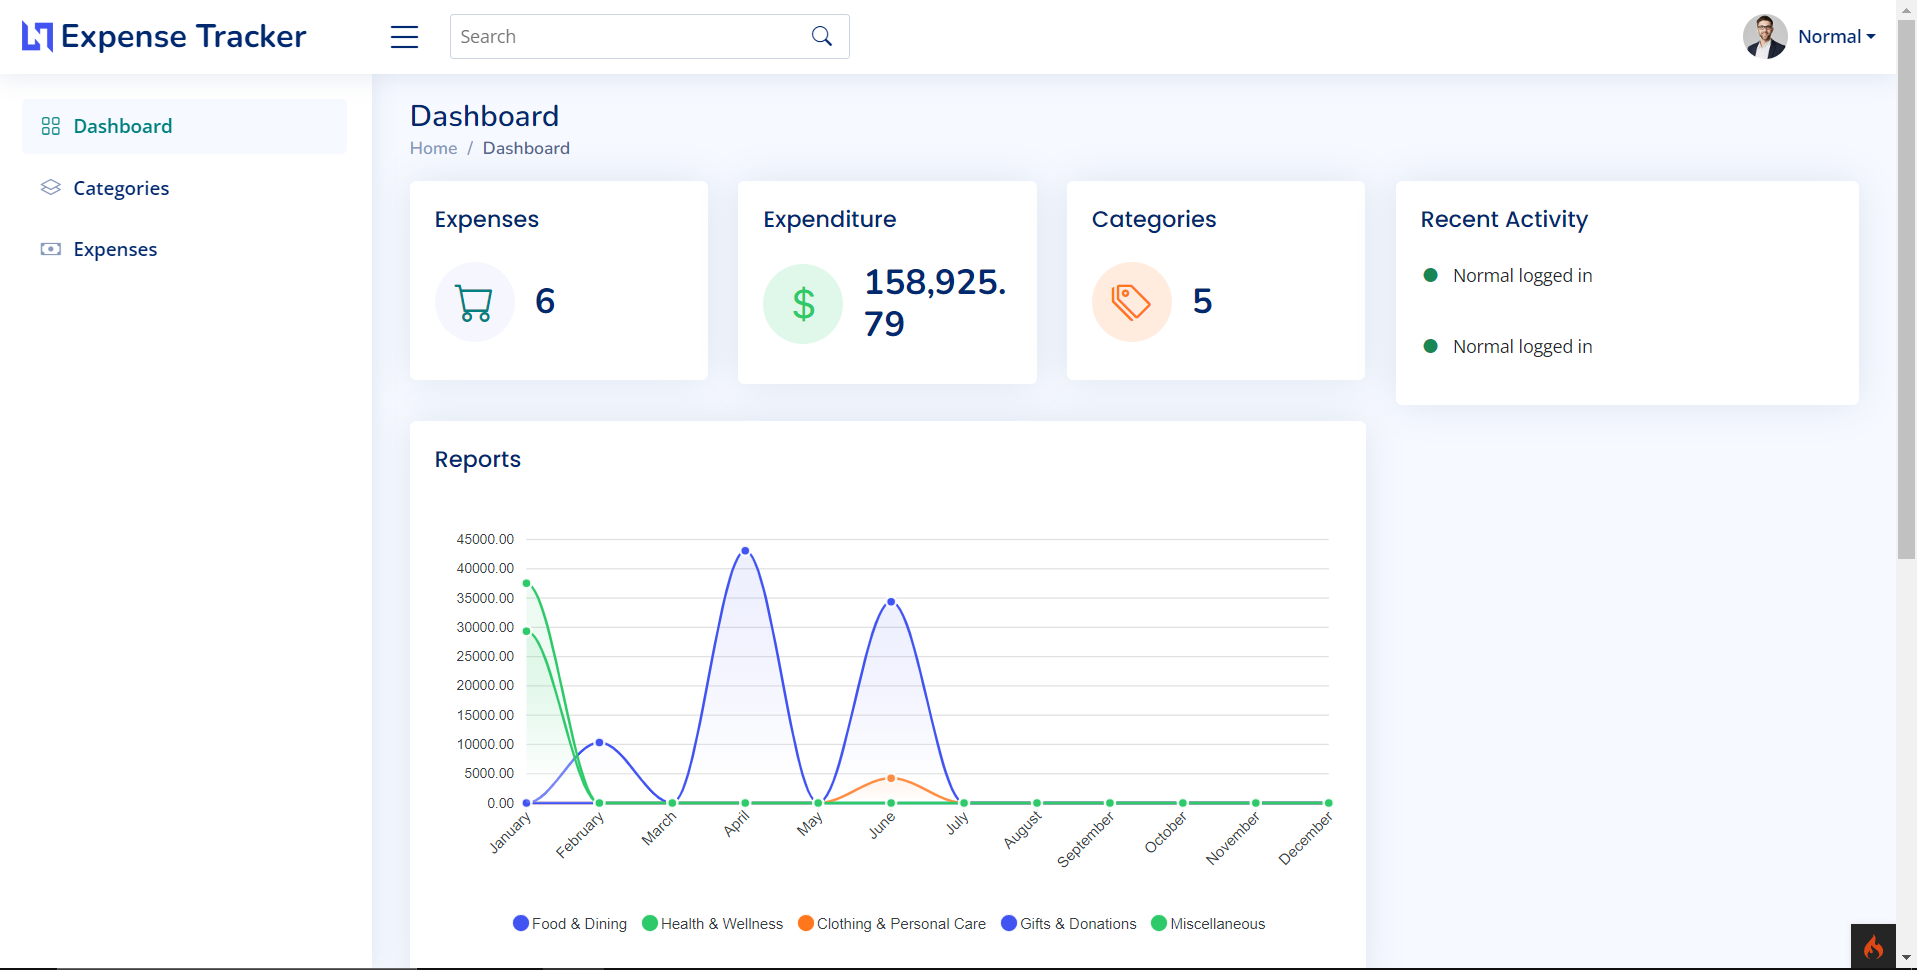 Expense Tracker
Search
Normal
Dashboard
Categories
Expenses
Dashboard
Home / Dashboard
Expenses
6
Expenditure
158,925.
79
Categories
5
Recent Activity
Normal logged in
Normal logged in
Reports
45000.00
40000.00
35000.00
30000.00
25000.00
20000.00
15000.00
10000.00
5000.00
0.00
January
February
March
April
May
June
July
August
September
October
November
December
Food & Dining
Health & Wellness
Clothing & Personal Care
Gifts & Donations
Miscellaneous